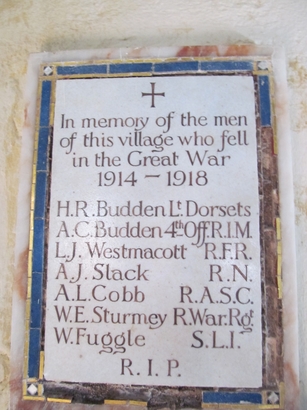 In memory of the men
of this village who fell
in the Great War
1914 - 1918
H.R. Budden Lt. Dorsets
A.C. Budden 4th Off. R.I.M.
L.J. Westmacott R.F.R.
A.J. Slack R.N.
A.L. Cobb R.A.S.C.
W.E. Sturmey R.War.Rgt.
W. Fuggle S.L.I.
R.I.P.